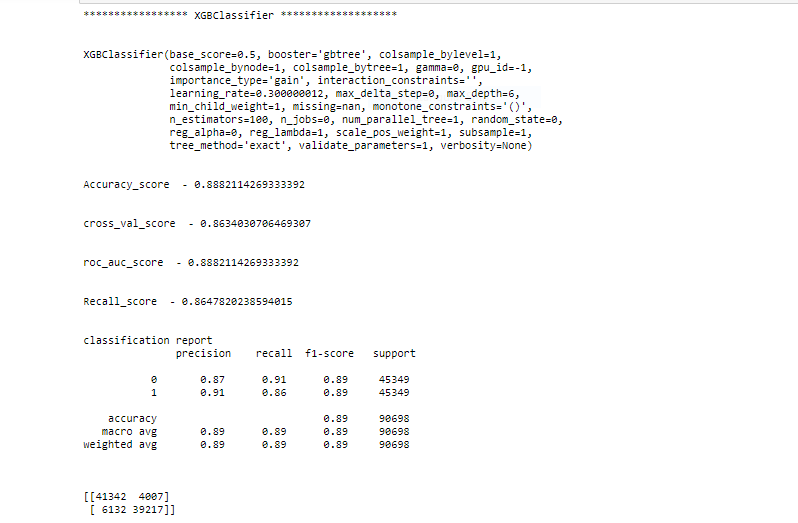 ***************** XGBClassifier *******************
XGBClassifier(base_score=0.5, booster='gbtree', colsample_bylevel=1,
colsample_bynode=1, colsample_bytree=1, gamma=0, gpu_id=-1,
importance_type='gain', interaction_constraints='',
learning_rate=0.300000012, max_delta_step=0, max_depth=6,
min_child_weight=1, missing=nan, monotone_constraints='()',
n_estimators=100, n_jobs=0, num_parallel_tree=1, random_state=0,
reg_alpha=0, reg_lambda=1, scale_pos_weight=1, subsample=1,
tree_method='exact', validate_parameters=1, verbosity=None)
Accuracy_score - 0.8882114269333392
cross_val_score - 0.8634030706469307
roc_auc_score - 0.8882114269333392
Recall_score - 0.8647820238594015
classification report
precision recall f1-score support
0 0.87 0.91 0.89 45349
1 0.91 0.86 0.89 45349
accuracy 0.89 90698
macro avg 0.89 0.89 0.89 90698
weighted avg 0.89 0.89 0.89 90698
[[41342 4007]
[ 6132 39217]]